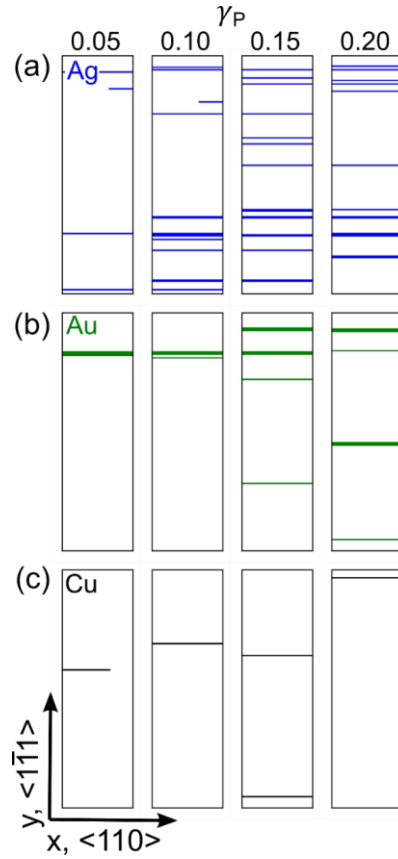 γP
0.05 0.10 0.15 0.20
(a) Ag
(b) Au
(c) Cu
y, <11̄1>
x, <110>